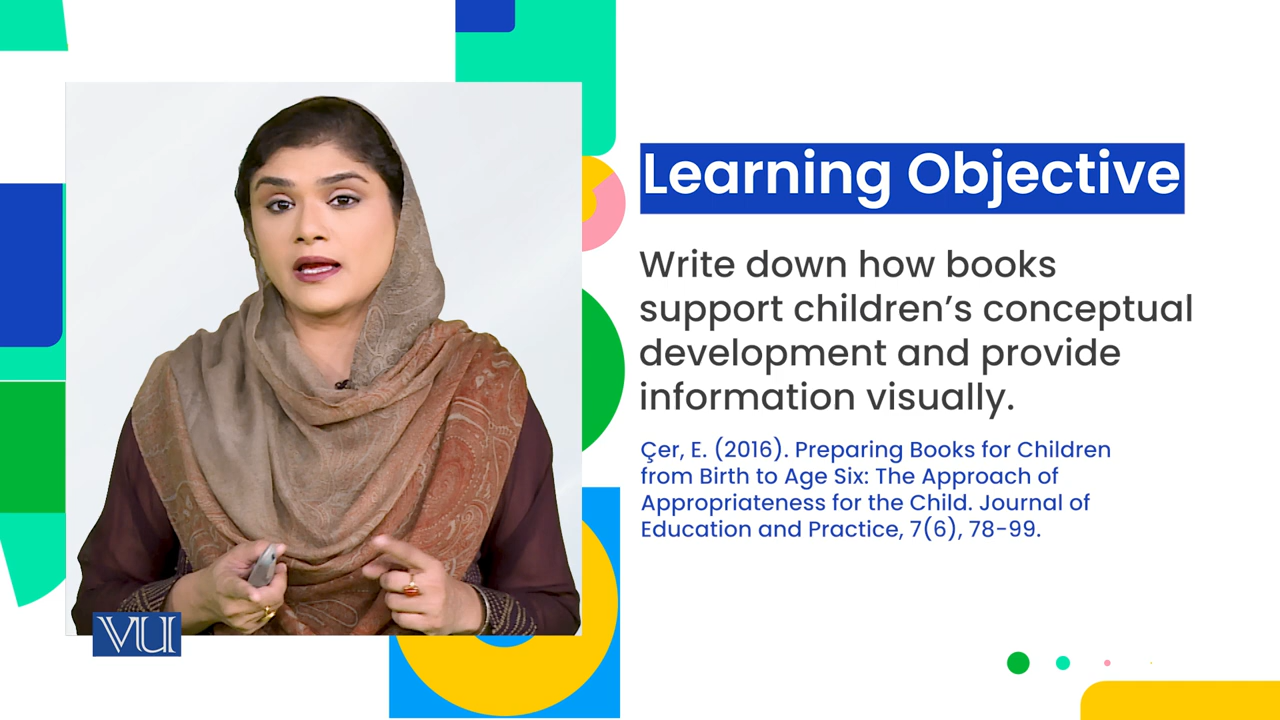 Learning Objective
Write down how books
support children’s conceptual
development and provide
information visually.
Çer, E. (2016). Preparing Books for Children
from Birth to Age Six: The Approach of
Appropriateness for the Child. Journal of
Education and Practice, 7(6), 78-99.
VU